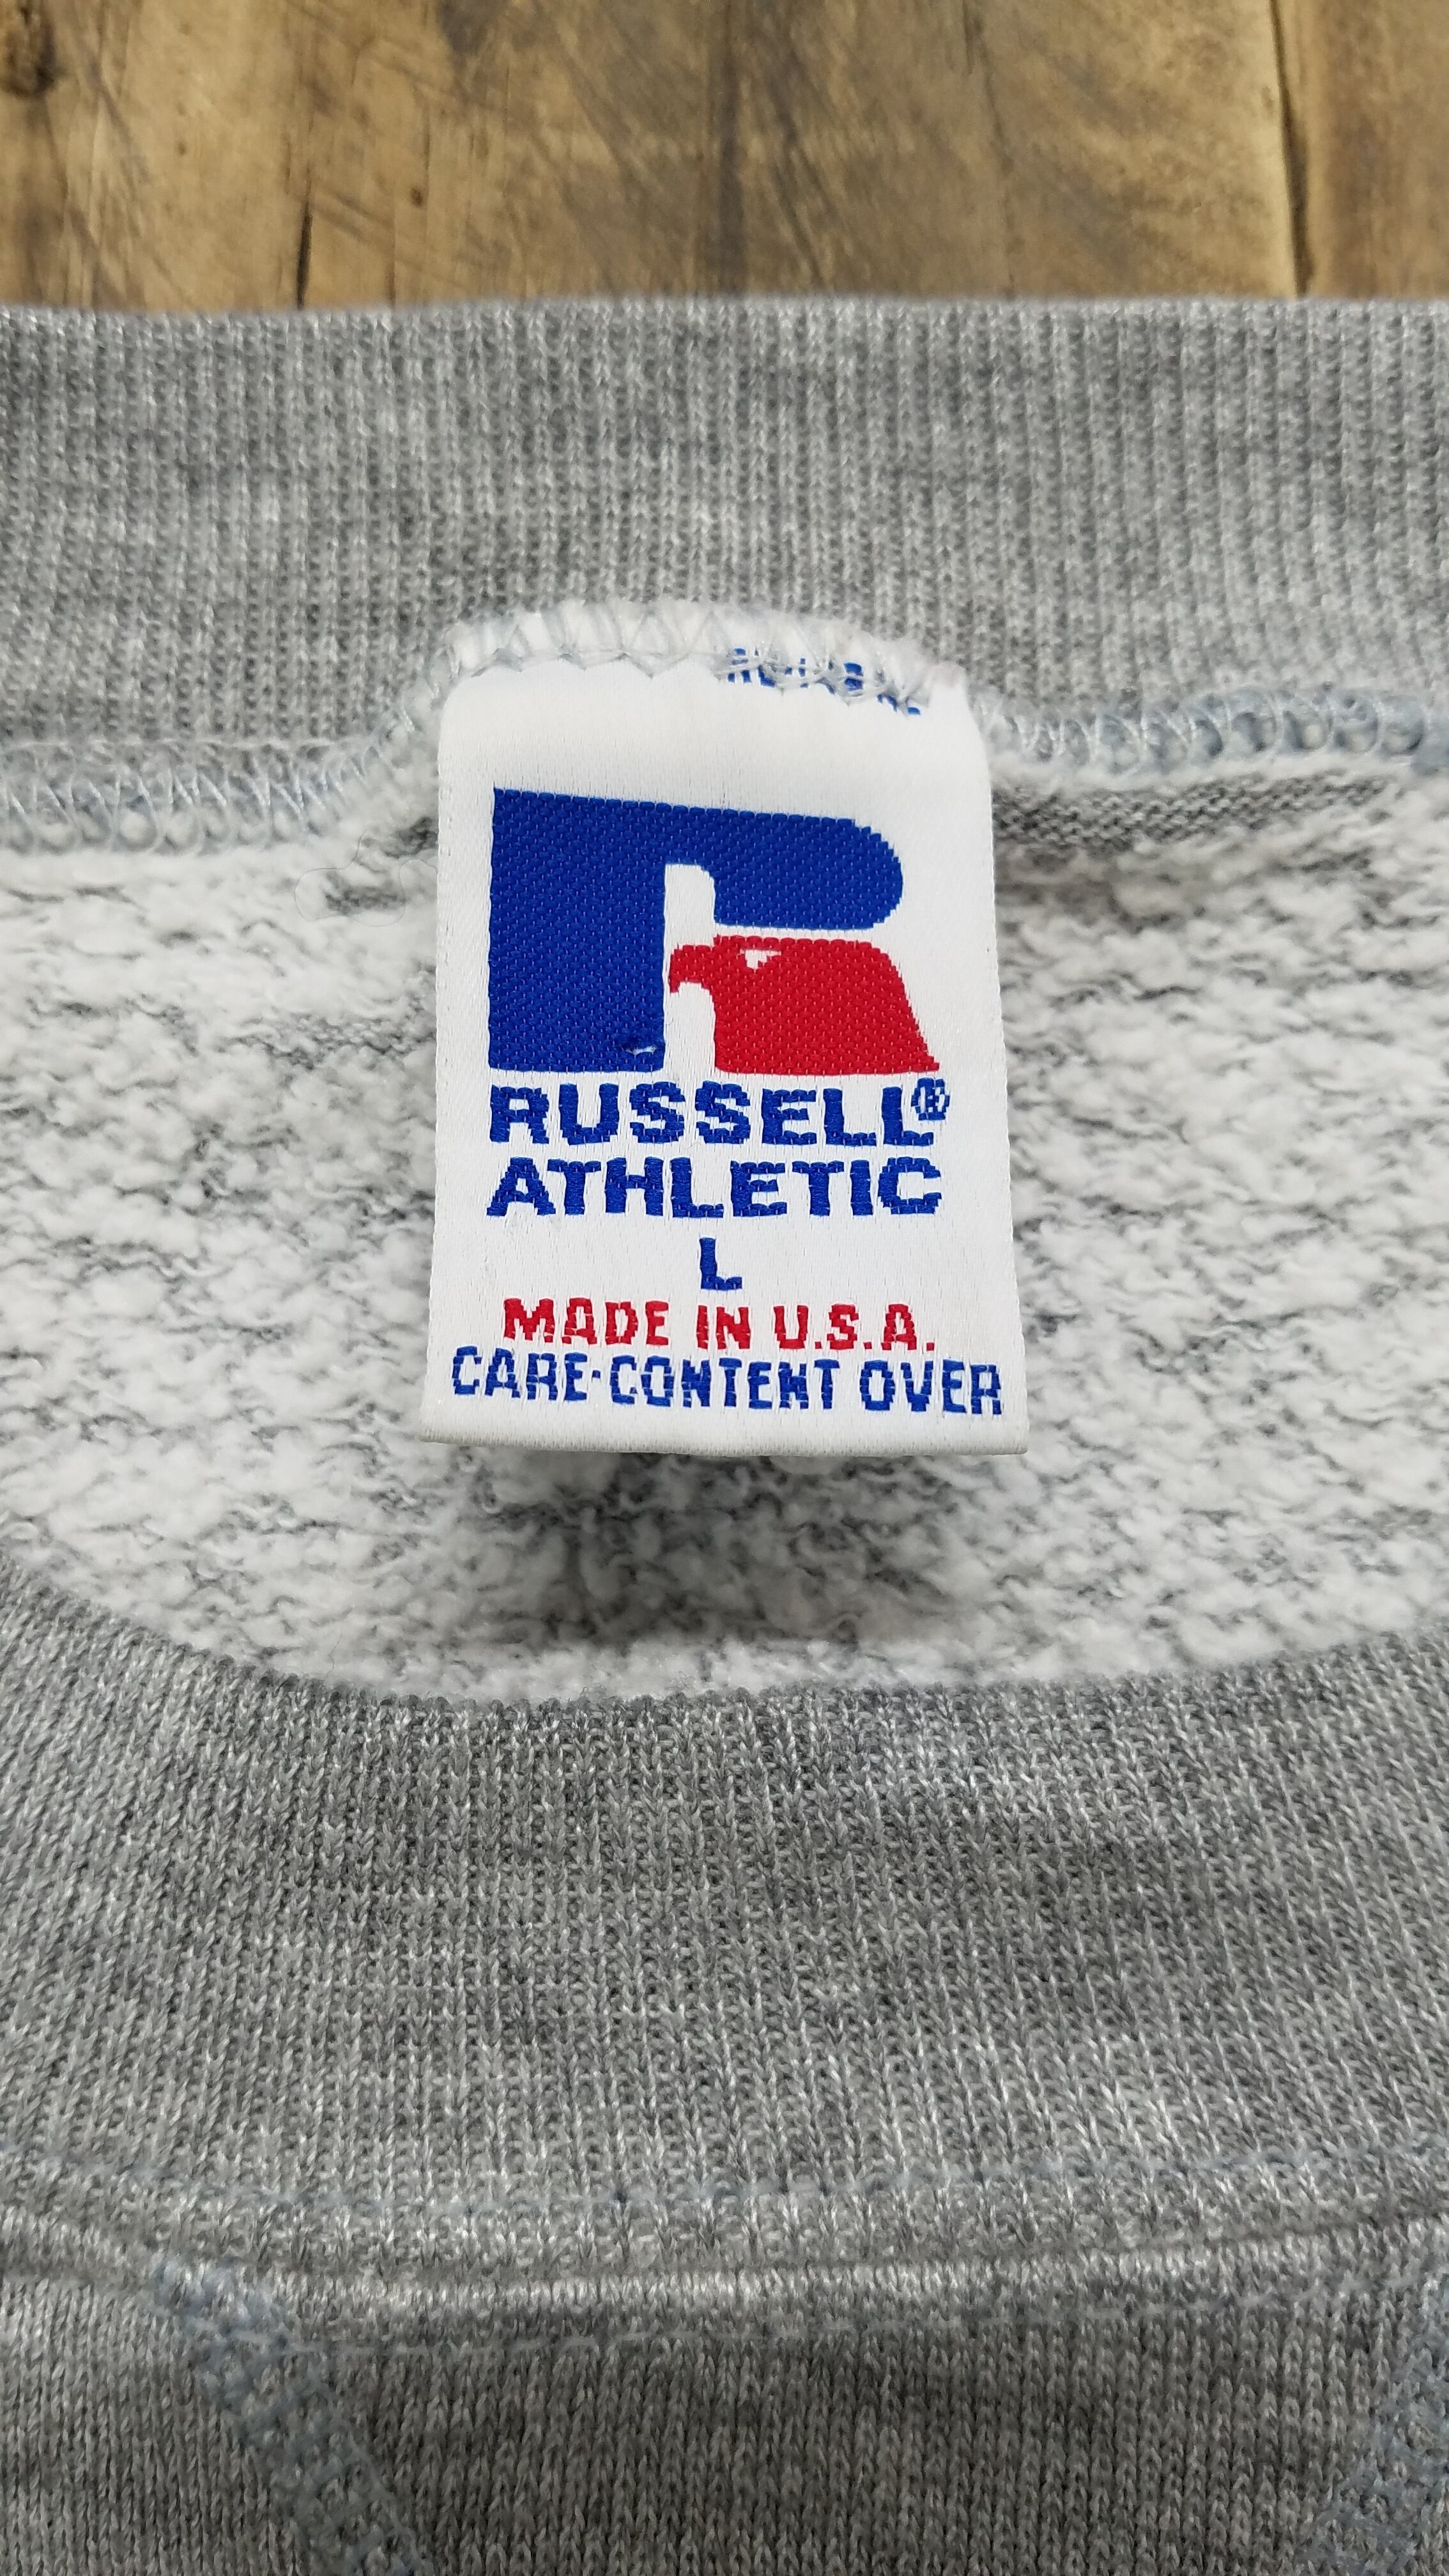 RUSSELL®
ATHLETIC
L
MADE IN U.S.A.
CARE·CONTENT OVER